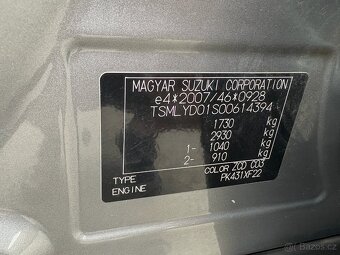 MAGYAR SUZUKI CORPORATION
e4*2007/46*0928
TSMLYD01S00614394
1730 kg
2930 kg
1- 1040 kg
2- 910 kg
COLOR ZCD C03
TYPE PK431XF22
ENGINE
bazos.cz